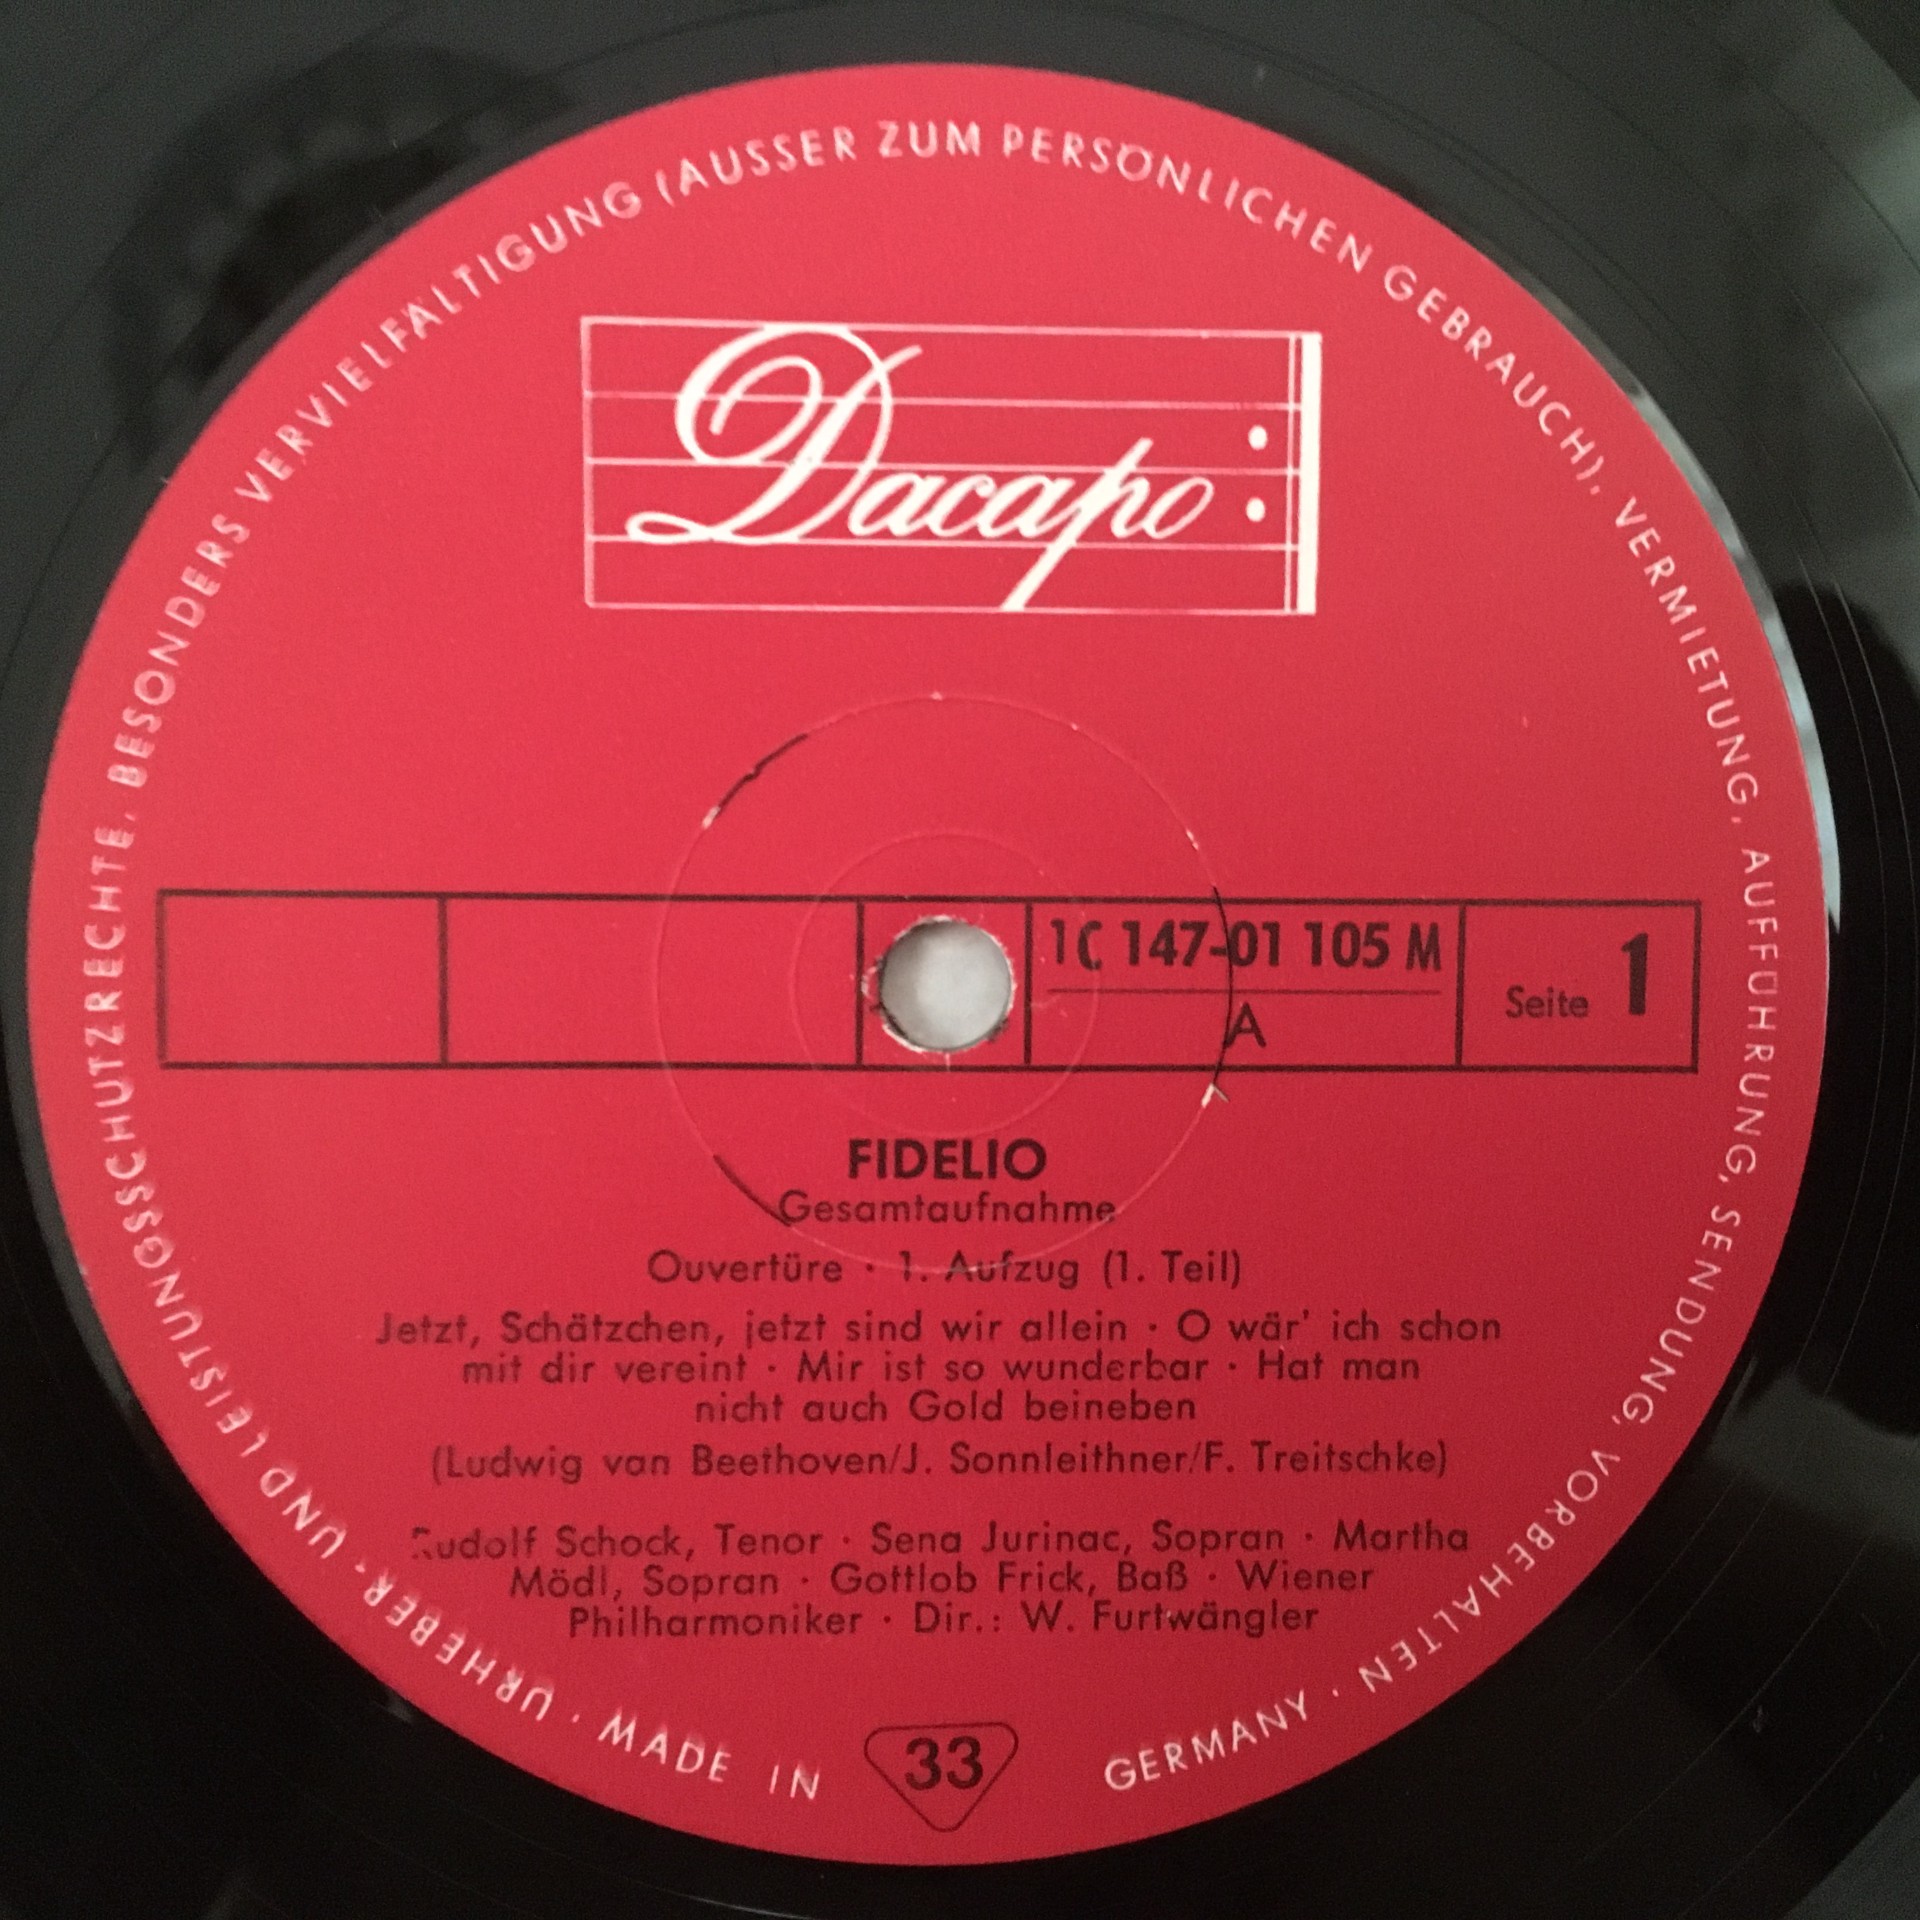 URHEBER- UND LEISTUNGSSCHUTZRECHTE, BESONDERS VERVIELFÄLTIGUNG (AUSSER ZUM PERSÖNLICHEN GEBRAUCH), VERMIETUNG, AUFFÜHRUNG, SENDUNG, VORBEHALTEN · MADE IN GERMANY ·
Dacapo
1C 147-01 105 M
A
Seite 1
FIDELIO
Gesamtaufnahme
Ouvertüre · 1. Aufzug (1. Teil)
Jetzt, Schätzchen, jetzt sind wir allein · O wär' ich schon
mit dir vereint · Mir ist so wunderbar · Hat man
nicht auch Gold beineben
(Ludwig van Beethoven/J. Sonnleithner/F. Treitschke)
Rudolf Schock, Tenor · Sena Jurinac, Sopran · Martha
Mödl, Sopran · Gottlob Frick, Baß · Wiener
Philharmoniker · Dir.: W. Furtwängler
33